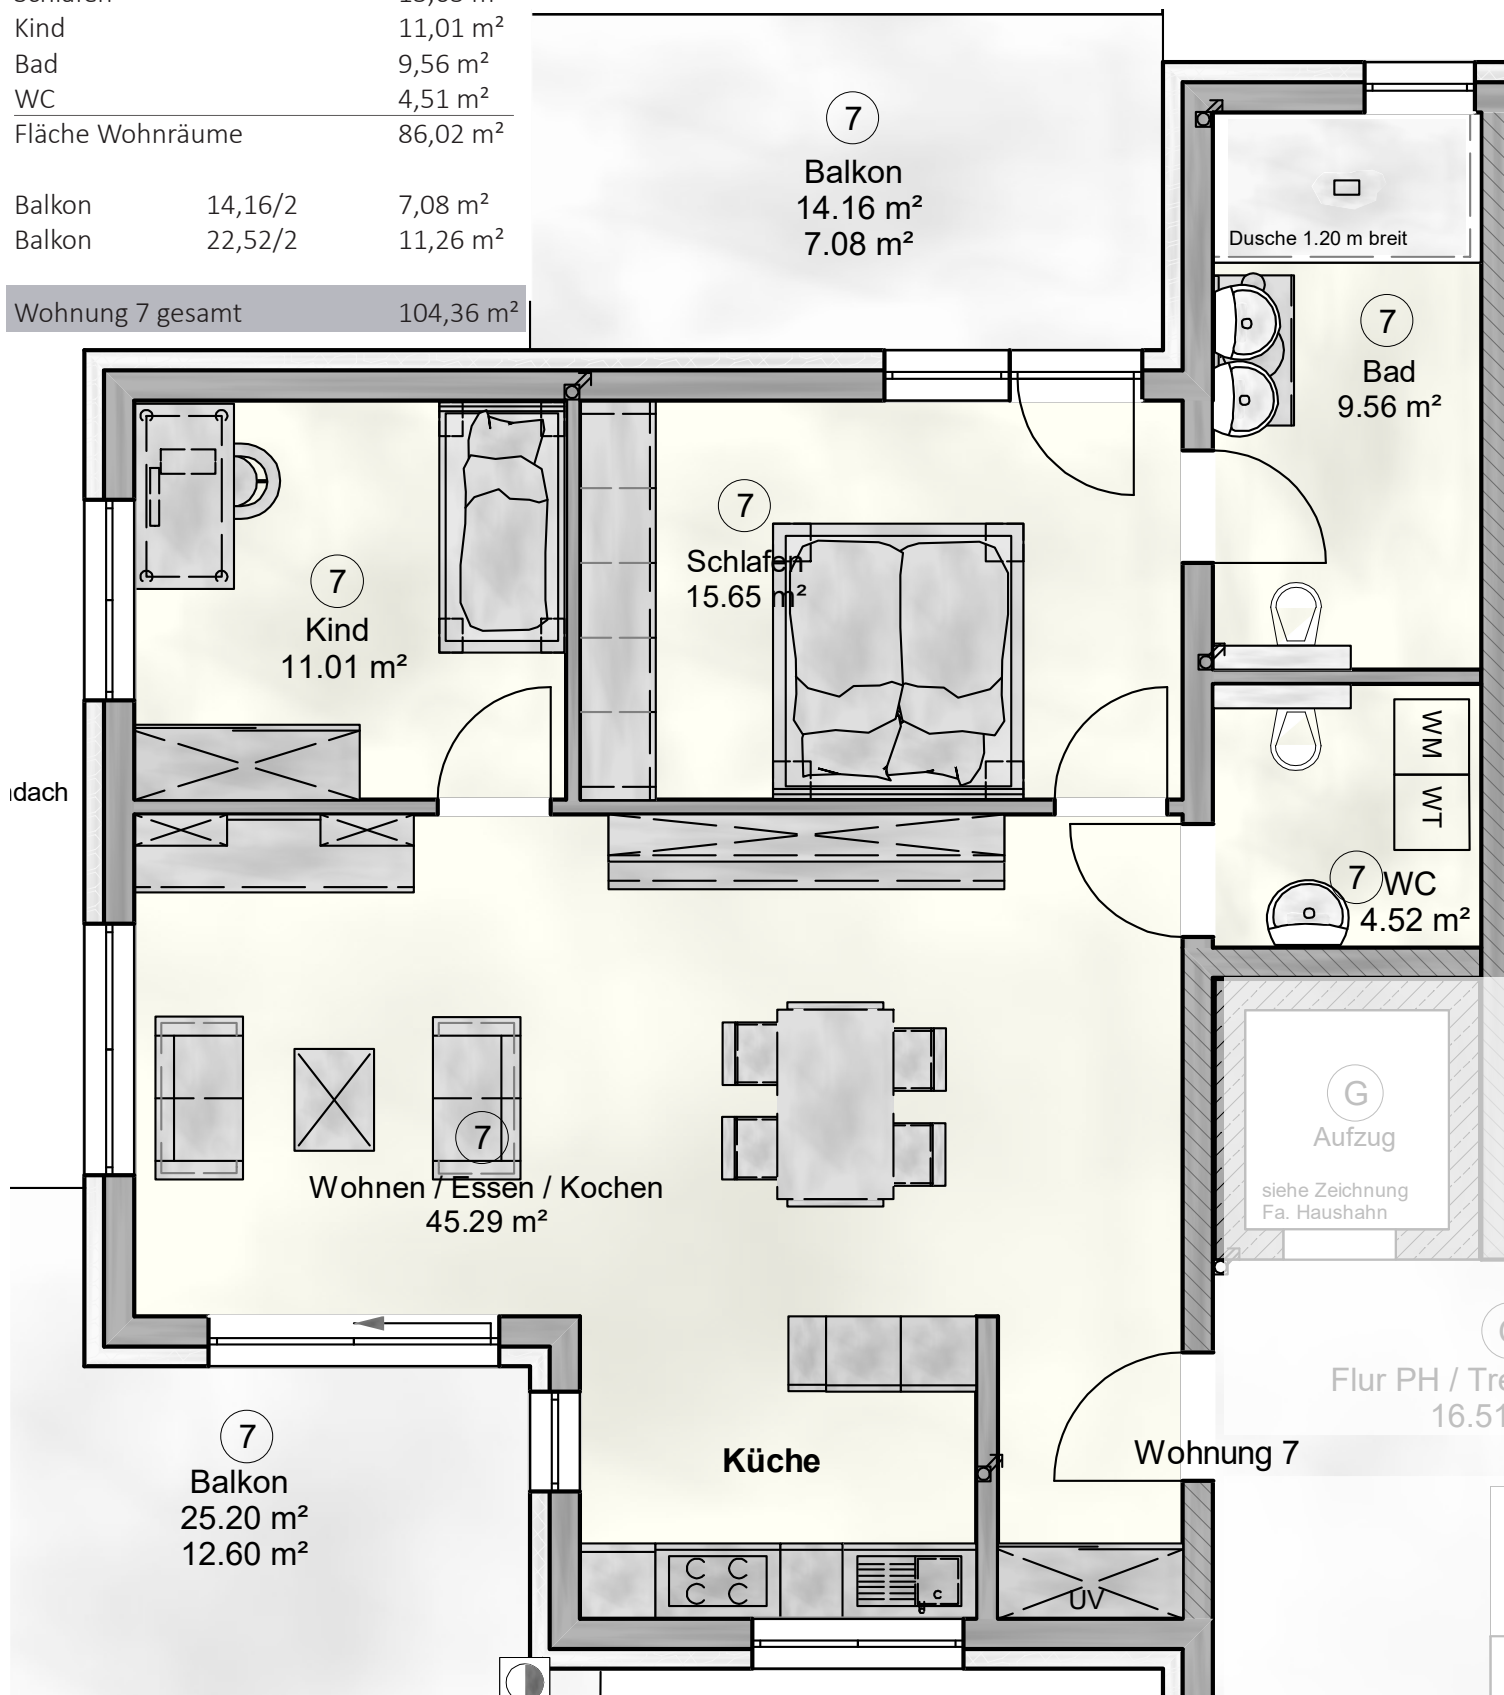 Kind 11,01 m²
Bad 9,56 m²
WC 4,51 m²
Fläche Wohnräume 86,02 m²
Balkon 14,16/2 7,08 m²
Balkon 22,52/2 11,26 m²
Wohnung 7 gesamt 104,36 m²
7
Balkon
14.16 m²
7.08 m²
Dusche 1.20 m breit
7
Bad
9.56 m²
7
Schlafen
15.65 m²
7
Kind
11.01 m²
ndach
WM
WT
7 WC
4.52 m²
G
Aufzug
siehe Zeichnung
Fa. Haushahn
7
Wohnen / Essen / Kochen
45.29 m²
Flur PH / Tre
16.51
Wohnung 7
Küche
7
Balkon
25.20 m²
12.60 m²
UV